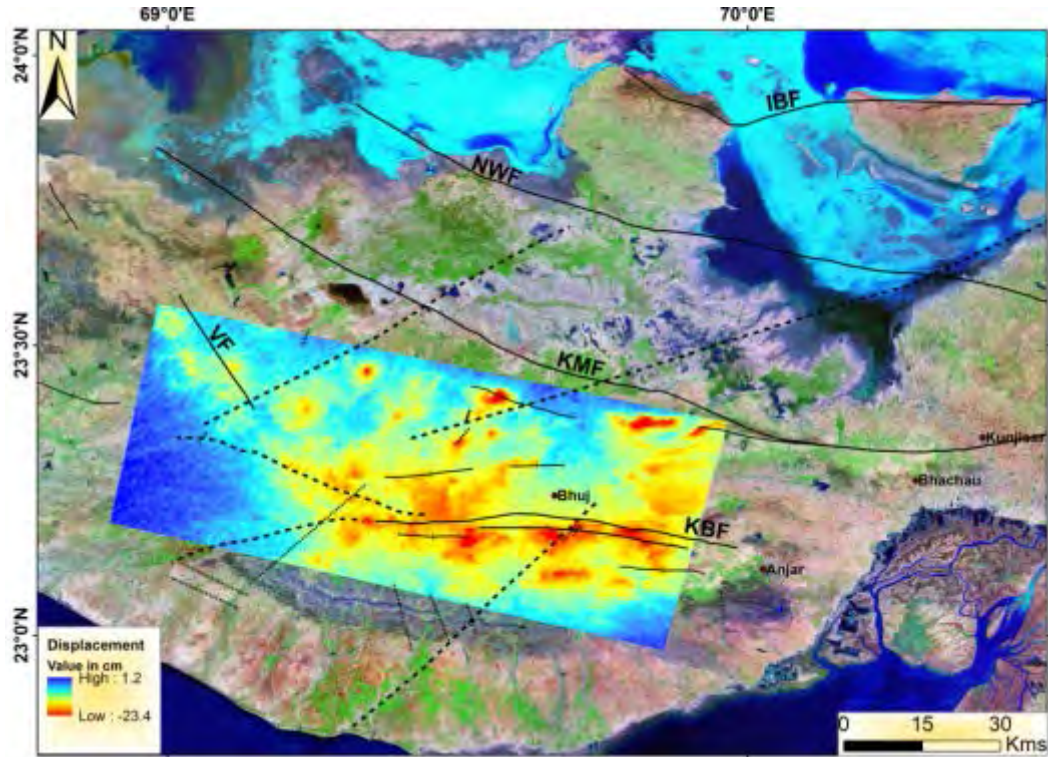 69°0'E
70°0'E
24°0'N
N
IBF
NWF
23°30'N
VF
KMF
Kunjisar
Bhachau
Bhuj
KBF
Anjar
23°0'N
Displacement
Value in cm
High : 1.2
Low : -23.4
0
15
30
Kms